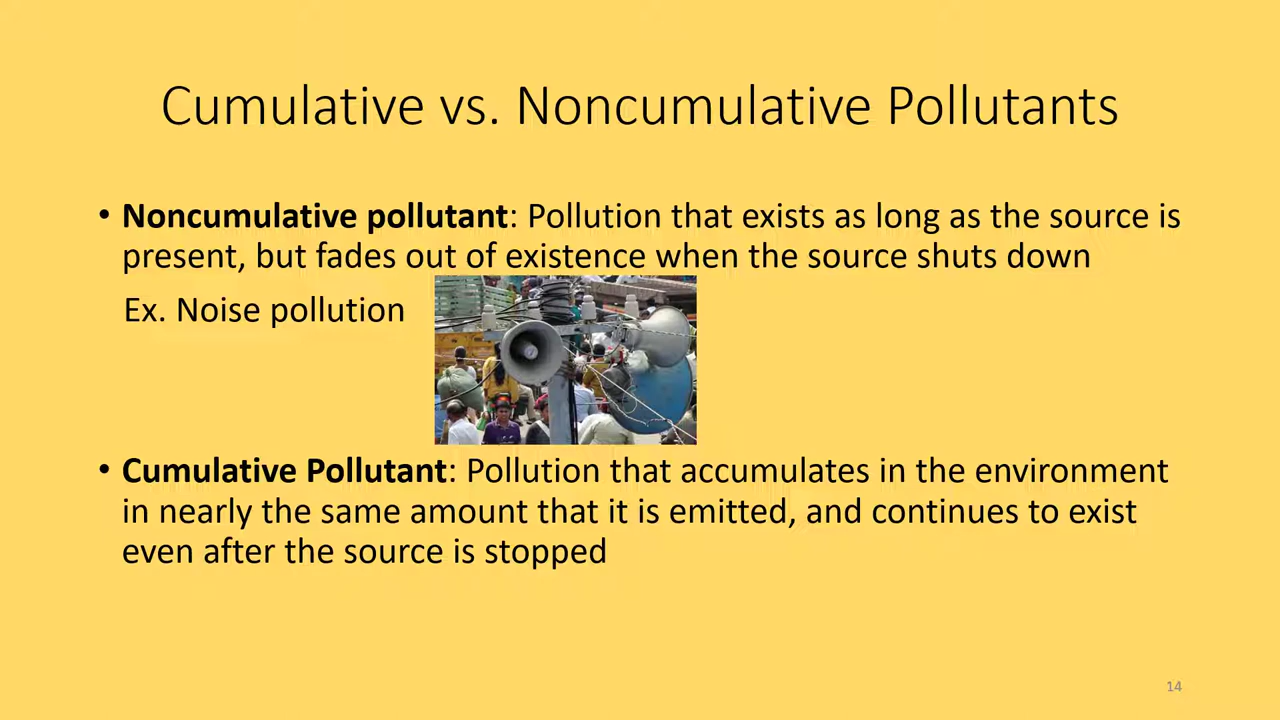 Cumulative vs. Noncumulative Pollutants
• Noncumulative pollutant: Pollution that exists as long as the source is
present, but fades out of existence when the source shuts down
Ex. Noise pollution
• Cumulative Pollutant: Pollution that accumulates in the environment
in nearly the same amount that it is emitted, and continues to exist
even after the source is stopped
14